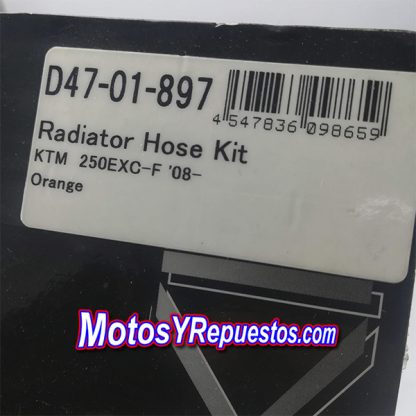 D47-01-897
4 547836 098659
Radiator Hose Kit
KTM 250EXC-F '08-
Orange
MotosYRepuestos.com